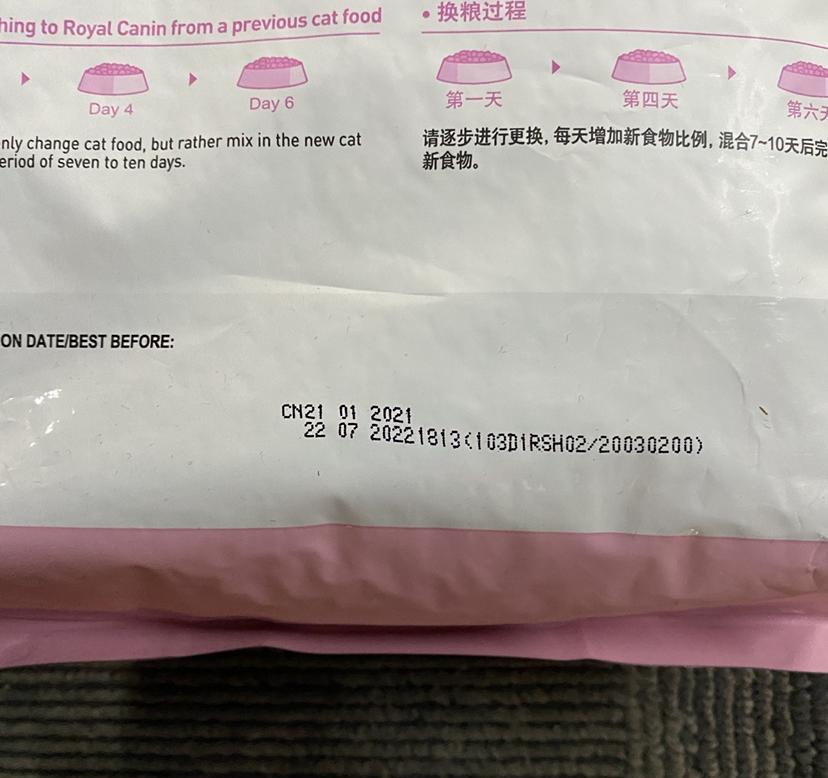 hing to Royal Canin from a previous cat food
Day 4
Day 6
nly change cat food, but rather mix in the new cat
eriod of seven to ten days.
• 换粮过程
第一天
第四天
第六天
请逐步进行更换, 每天增加新食物比例, 混合7~10天后完
新食物。
ON DATE/BEST BEFORE:
CN21 01 2021
22 07 20221813(103D1RSH02/20030200)